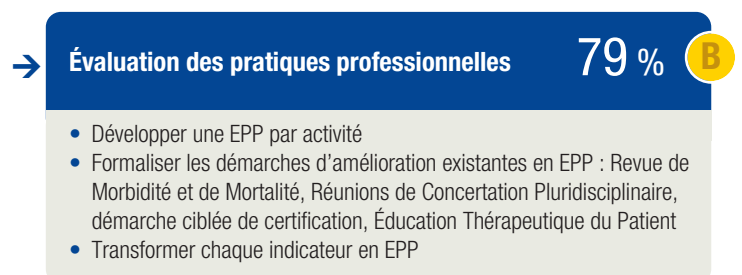 → Évaluation des pratiques professionnelles 79 % B
• Développer une EPP par activité
• Formaliser les démarches d'amélioration existantes en EPP : Revue de
Morbidité et de Mortalité, Réunions de Concertation Pluridisciplinaire,
démarche ciblée de certification, Éducation Thérapeutique du Patient
• Transformer chaque indicateur en EPP